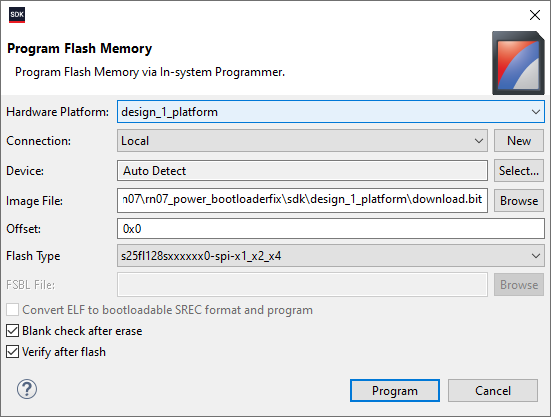 SDK
Program Flash Memory
Program Flash Memory via In-system Programmer.
Hardware Platform: design_1_platform
Connection: Local New
Device: Auto Detect Select...
Image File: n07\rn07_power_bootloaderfix\sdk\design_1_platform\download.bit Browse
Offset: 0x0
Flash Type s25fl128sxxxxxx0-spi-x1_x2_x4
FSBL File: Browse
Convert ELF to bootloadable SREC format and program
Blank check after erase
Verify after flash
? Program Cancel